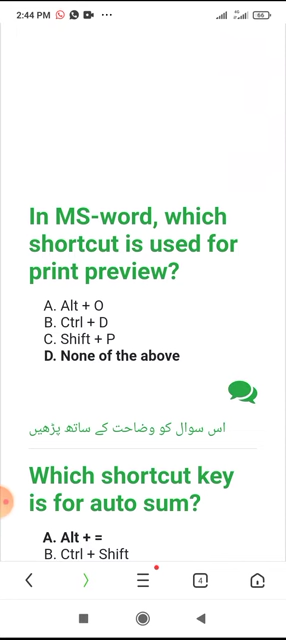 2:44 PM
4G
66
In MS-word, which
shortcut is used for
print preview?
A. Alt + O
B. Ctrl + D
C. Shift + P
D. None of the above
اس سوال کو وضاحت کے ساتھ پڑھیں
Which shortcut key
is for auto sum?
A. Alt + =
B. Ctrl + Shift
4